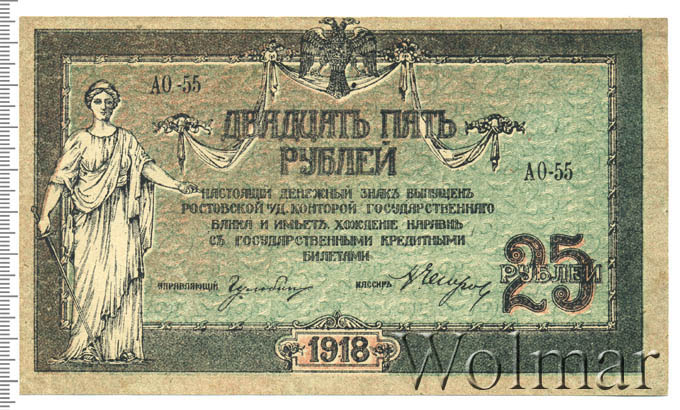 АО-55
ДВАДЦАТЬ ПЯТЬ
РУБЛЕЙ
АО-55
НАСТОЯЩІЙ ДЕНЕЖНЫЙ ЗНАКЪ ВЫПУЩЕНЪ
РОСТОВСКОЙ н/Д. КОНТОРОЙ ГОСУДАРСТВЕННАГО
БАНКА И ИМѢЕТЪ ХОЖДЕНІЕ НАРАВНѢ
СЪ ГОСУДАРСТВЕННЫМИ КРЕДИТНЫМИ
БИЛЕТАМИ
25
РУБЛЕЙ
УПРАВЛЯЮЩІЙ
КАССИРЪ
1918
Wolmar